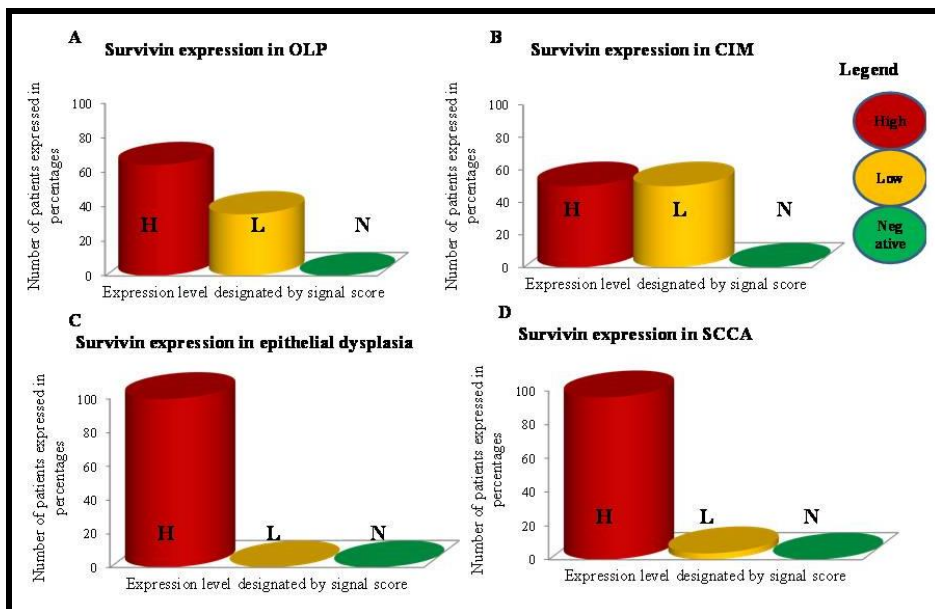 A
Survivin expression in OLP
Number of patients expressed in
percentages
100
80
60
40
20
0
H
L
N
Expression level designated by signal score
B
Survivin expression in CIM
Number of patients expressed in
percentages
100
80
60
40
20
0
H
L
N
Expression level designated by signal score
Legend
High
Low
Neg
ative
C
Survivin expression in epithelial dysplasia
Number of patients expressed in
percentages
100
80
60
40
20
0
H
L
N
Expression level designated by signal score
D
Survivin expression in SCCA
Number of patients expressed in
percentages
100
80
60
40
20
0
H
L
N
Expression level designated by signal score